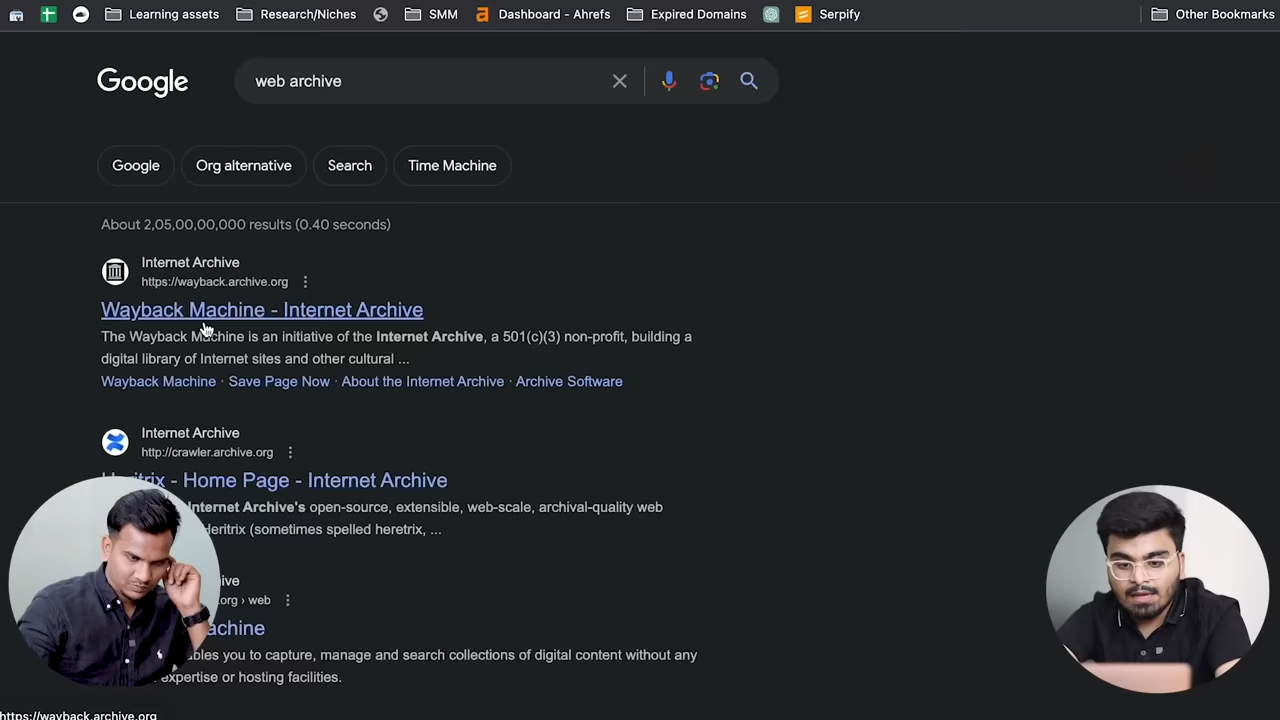 Learning assets Research/Niches SMM Dashboard - Ahrefs Expired Domains Serpify Other Bookmarks
Google web archive
Google Org alternative Search Time Machine
About 2,05,00,00,000 results (0.40 seconds)
Internet Archive
https://wayback.archive.org
Wayback Machine - Internet Archive
The Wayback Machine is an initiative of the Internet Archive, a 501(c)(3) non-profit, building a
digital library of Internet sites and other cultural ...
Wayback Machine · Save Page Now · About the Internet Archive · Archive Software
Internet Archive
http://crawler.archive.org
Heritrix - Home Page - Internet Archive
Internet Archive's open-source, extensible, web-scale, archival-quality web
Heritrix (sometimes spelled heretrix, ...
org › web
you to capture, manage and search collections of digital content without any
expertise or hosting facilities.
https://wayback.archive.org